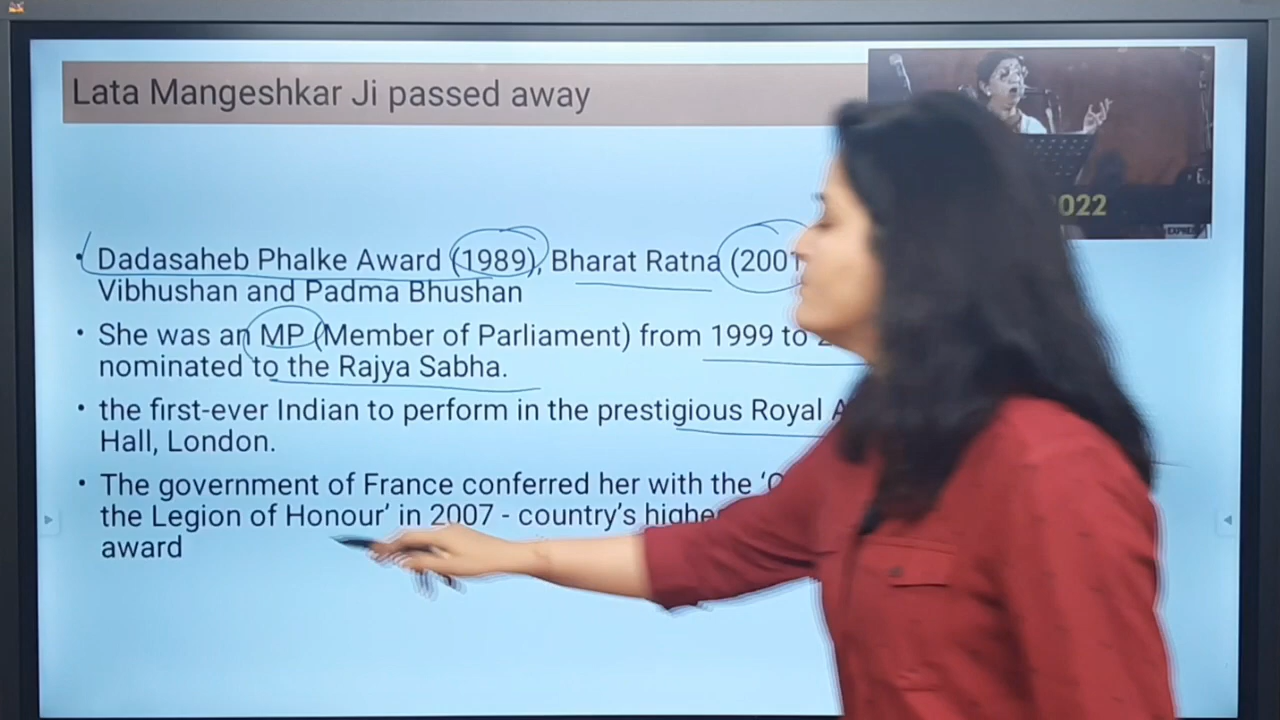 Lata Mangeshkar Ji passed away
022
• Dadasaheb Phalke Award (1989), Bharat Ratna (2001
Vibhushan and Padma Bhushan
• She was an MP (Member of Parliament) from 1999 to
nominated to the Rajya Sabha.
• the first-ever Indian to perform in the prestigious Royal
Hall, London.
• The government of France conferred her with the
the Legion of Honour’ in 2007 - country’s
award